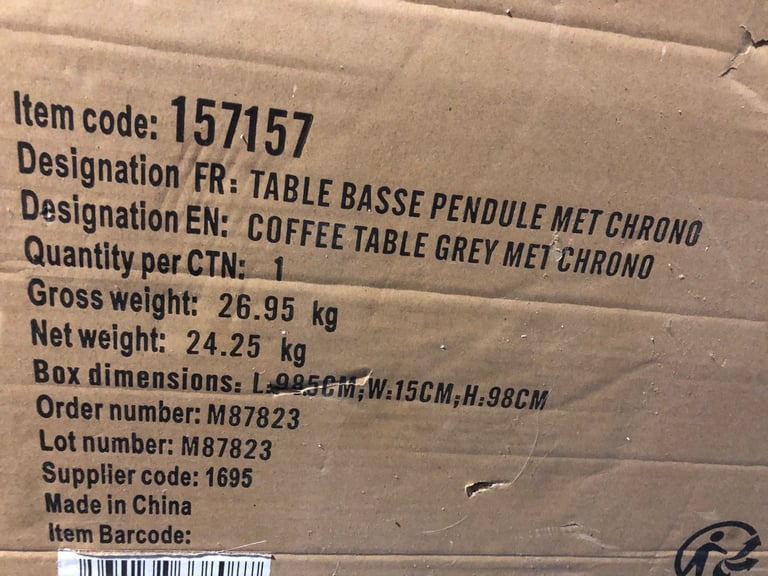 Item code: 157157
Designation FR: TABLE BASSE PENDULE MET CHRONO
Designation EN: COFFEE TABLE GREY MET CHRONO
Quantity per CTN: 1
Gross weight: 26.95 kg
Net weight: 24.25 kg
Box dimensions: L:98.5CM;W:15CM;H:98CM
Order number: M87823
Lot number: M87823
Supplier code: 1695
Made in China
Item Barcode: